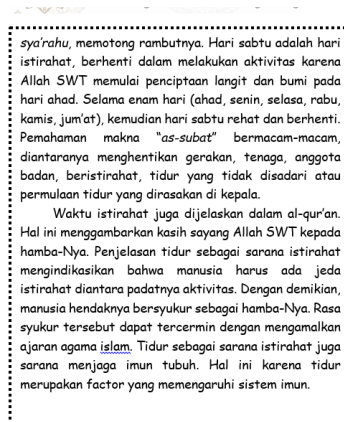 sya'rahu, memotong rambutnya. Hari sabtu adalah hari
istirahat, berhenti dalam melakukan aktivitas karena
Allah SWT memulai penciptaan langit dan bumi pada
hari ahad. Selama enam hari (ahad, senin, selasa, rabu,
kamis, jum'at), kemudian hari sabtu rehat dan berhenti.
Pemahaman makna "as-subat" bermacam-macam,
diantaranya menghentikan gerakan, tenaga, anggota
badan, beristirahat, tidur yang tidak disadari atau
permulaan tidur yang dirasakan di kepala.
Waktu istirahat juga dijelaskan dalam al-qur'an.
Hal ini menggambarkan kasih sayang Allah SWT kepada
hamba-Nya. Penjelasan tidur sebagai sarana istirahat
mengindikasikan bahwa manusia harus ada jeda
istirahat diantara padatnya aktivitas. Dengan demikian,
manusia hendaknya bersyukur sebagai hamba-Nya. Rasa
syukur tersebut dapat tercermin dengan mengamalkan
ajaran agama islam. Tidur sebagai sarana istirahat juga
sarana menjaga imun tubuh. Hal ini karena tidur
merupakan factor yang memengaruhi sistem imun.